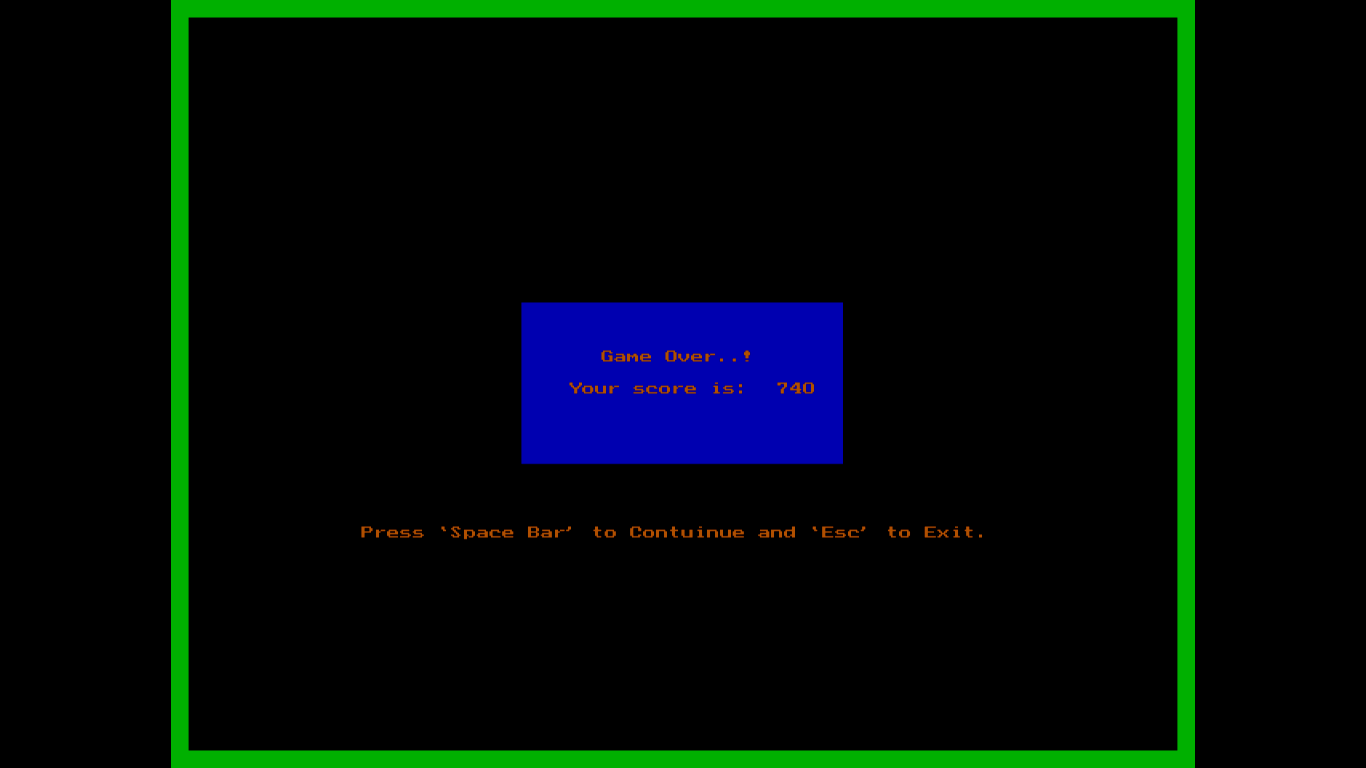 Game Over..!
Your score is: 740
Press ‘Space Bar’ to Contuinue and ‘Esc’ to Exit.